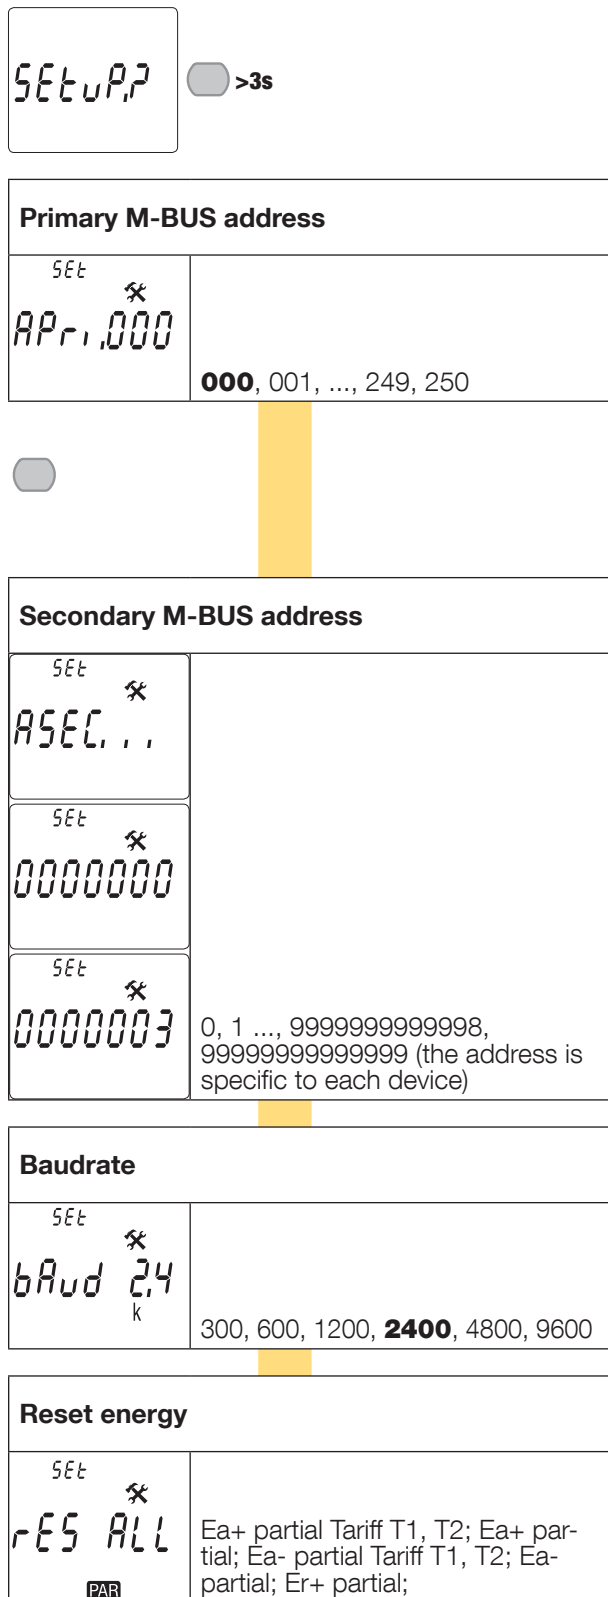 SEtuP,?
>3s
Primary M-BUS address
SEt
APri,000
000, 001, ..., 249, 250
Secondary M-BUS address
SEt
ASEC, , ,
SEt
0000000
SEt
0000003
0, 1 ..., 9999999999998,
99999999999999 (the address is
specific to each device)
Baudrate
SEt
bAud 2,4
k
300, 600, 1200, 2400, 4800, 9600
Reset energy
SEt
rES ALL
PAR
Ea+ partial Tariff T1, T2; Ea+ par-
tial; Ea- partial Tariff T1, T2; Ea-
partial; Er+ partial;